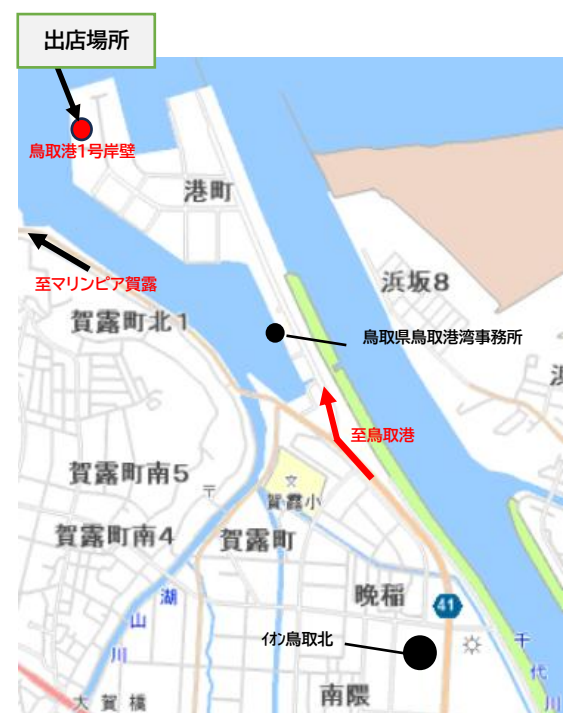 出店場所
鳥取港1号岸壁
港町
至マリンピア賀露
浜坂8
賀露町北1
鳥取県鳥取港湾事務所
至鳥取港
賀露町南5
賀露小
賀露町南4
賀露町
晩稲
41
湖山川
ｲｵﾝ鳥取北
千代川
南隈
大賀橋